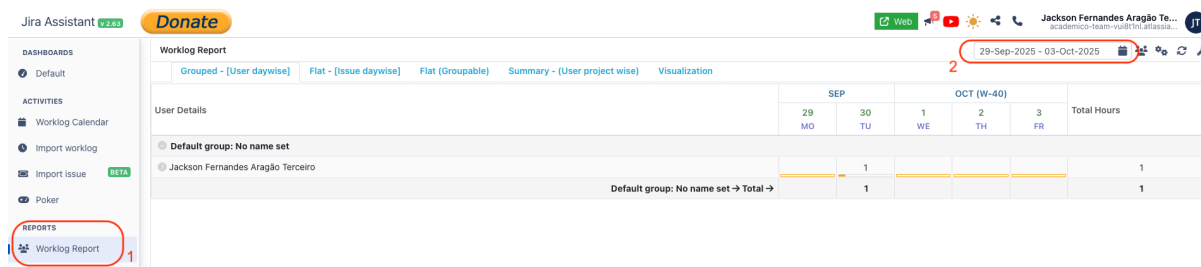 Jira Assistant v 2.63
Donate
Web
5
Jackson Fernandes Aragão Te...
academico-team-vui8t1nl.atlassia...
JT
DASHBOARDS
Default
ACTIVITIES
Worklog Calendar
Import worklog
Import issue BETA
Poker
REPORTS
Worklog Report
1
Worklog Report
29-Sep-2025 - 03-Oct-2025
2
Grouped - [User daywise] Flat - [Issue daywise] Flat (Groupable) Summary - (User project wise) Visualization
User Details SEP OCT (W-40) Total Hours
29 30 1 2 3
MO TU WE TH FR
Default group: No name set
Jackson Fernandes Aragão Terceiro 1 1
Default group: No name set → Total → 1 1